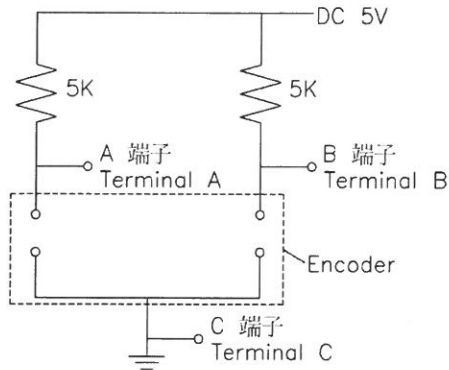 DC 5V
5K
5K
A 端子
Terminal A
B 端子
Terminal B
Encoder
C 端子
Terminal C